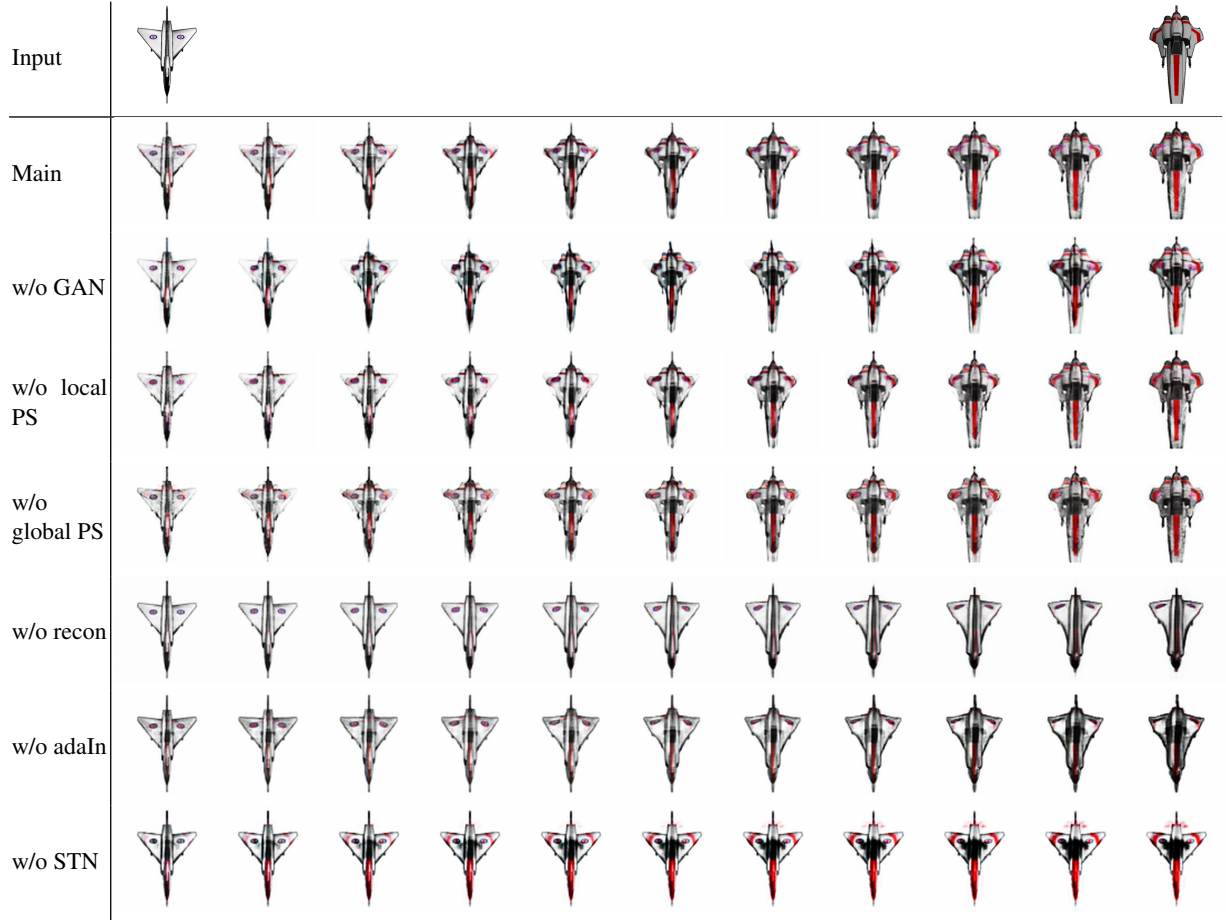 Input
Main
w/o GAN
w/o local
PS
w/o
global PS
w/o recon
w/o adaIn
w/o STN